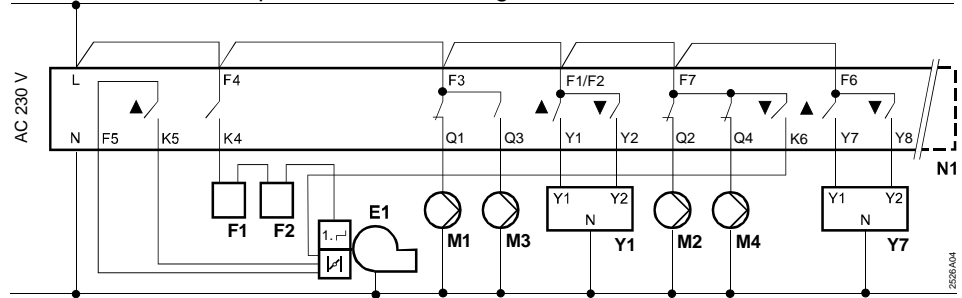 AC 230 V
L F4 F3 F1/F2 F7 F6
N F5 K5 K4 Q1 Q3 Y1 Y2 Q2 Q4 K6 Y7 Y8
N1
Y1 Y2 Y1 Y2
N N
F1 F2 E1 M1 M3 Y1 M2 M4 Y7
1.
2526A04